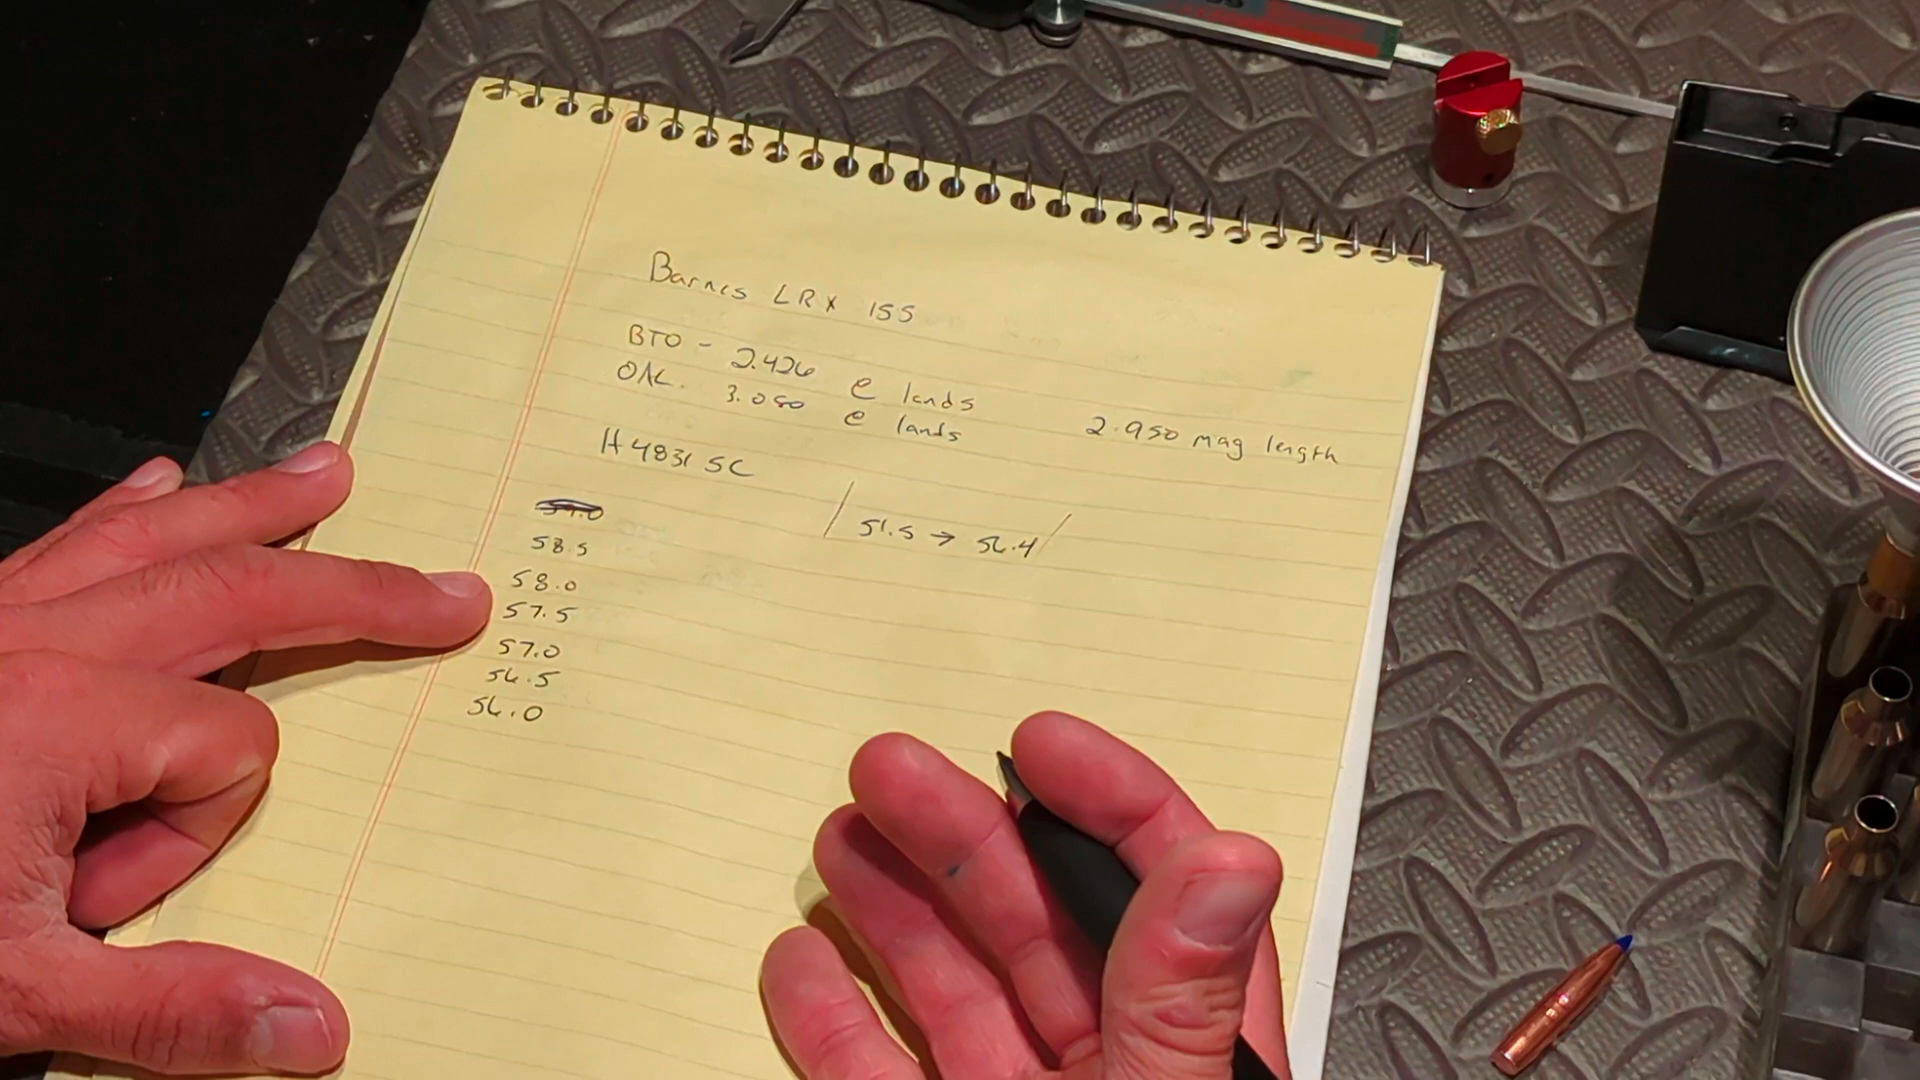 Barnes LRX 155
BTO - 2.426 @ lands
OAL. 3.050 @ lands
2.950 mag length
H4831 SC
51.5 → 56.4
58.5
58.0
57.5
57.0
56.5
56.0